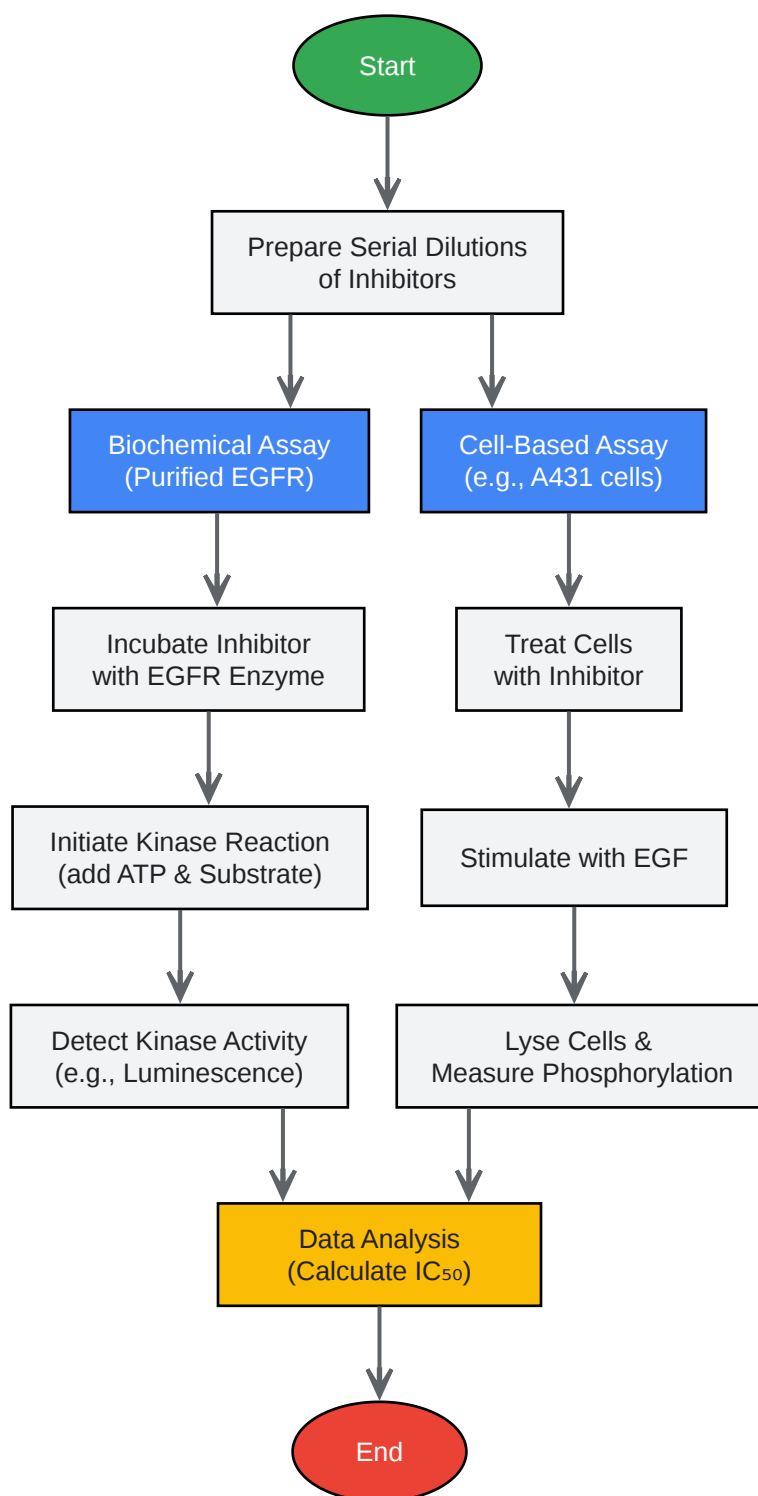 Start
Prepare Serial Dilutions
of Inhibitors
Biochemical Assay
(Purified EGFR)
Cell-Based Assay
(e.g., A431 cells)
Incubate Inhibitor
with EGFR Enzyme
Treat Cells
with Inhibitor
Initiate Kinase Reaction
(add ATP & Substrate)
Stimulate with EGF
Detect Kinase Activity
(e.g., Luminescence)
Lyse Cells &
Measure Phosphorylation
Data Analysis
(Calculate IC₅₀)
End